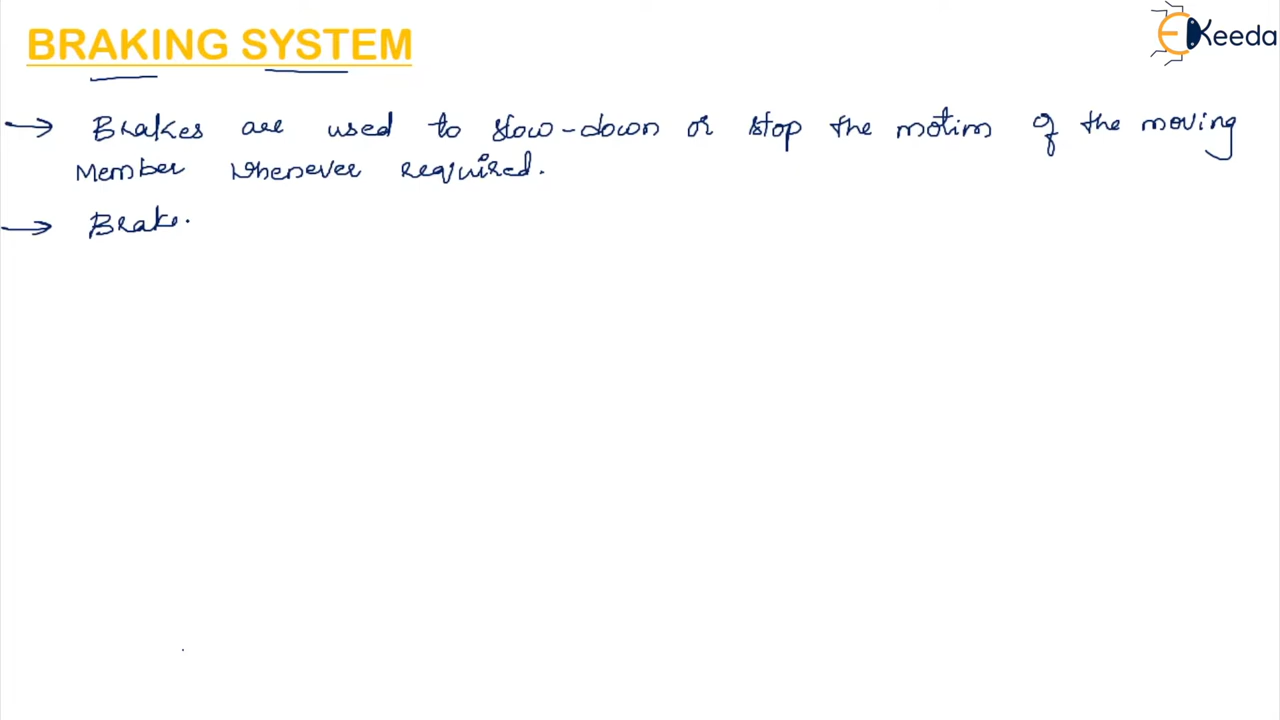 BRAKING SYSTEM
EKeeda
→ Brakes are used to slow-down or stop the motion of the moving
Member whenever required.
→ Brake.